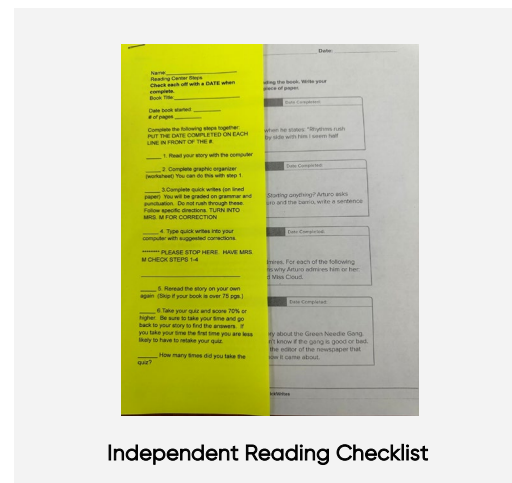 Name:
Reading Center Steps
Check each off with a DATE when
complete.
Book Title:
Date book started:
# of pages
Complete the following steps together.
PUT THE DATE COMPLETED ON EACH
LINE IN FRONT OF THE #.
1. Read your story with the computer
2. Complete graphic organizer
(worksheet) You can do this with step 1.
3.Complete quick writes (on lined
paper) You will be graded on grammar and
punctuation. Do not rush through these.
Follow specific directions. TURN INTO
MRS. M FOR CORRECTION
4. Type quick writes into your
computer with suggested corrections.
******** PLEASE STOP HERE. HAVE MRS.
M CHECK STEPS 1-4
5. Reread the story on your own
again (Skip if your book is over 75 pgs.)
6.Take your quiz and score 70% or
higher. Be sure to take your time and go
back to your story to find the answers. If
you take your time the first time you are less
likely to have to retake your quiz.
How many times did you take the
quiz?
Date:
ding the book. Write your
piece of paper.
Date Completed:
when he states: "Rhythms rush
by side with him I seem half
Date Completed:
Starting anything? Arturo asks
uro and the barrio, write a sentence
Date Completed:
dmires. For each of the following
ns why Arturo admires him or her:
d Miss Cloud.
Date Completed:
ry about the Green Needle Gang.
n't know if the gang is good or bad.
the editor of the newspaper that
how it came about.
Independent Reading Checklist